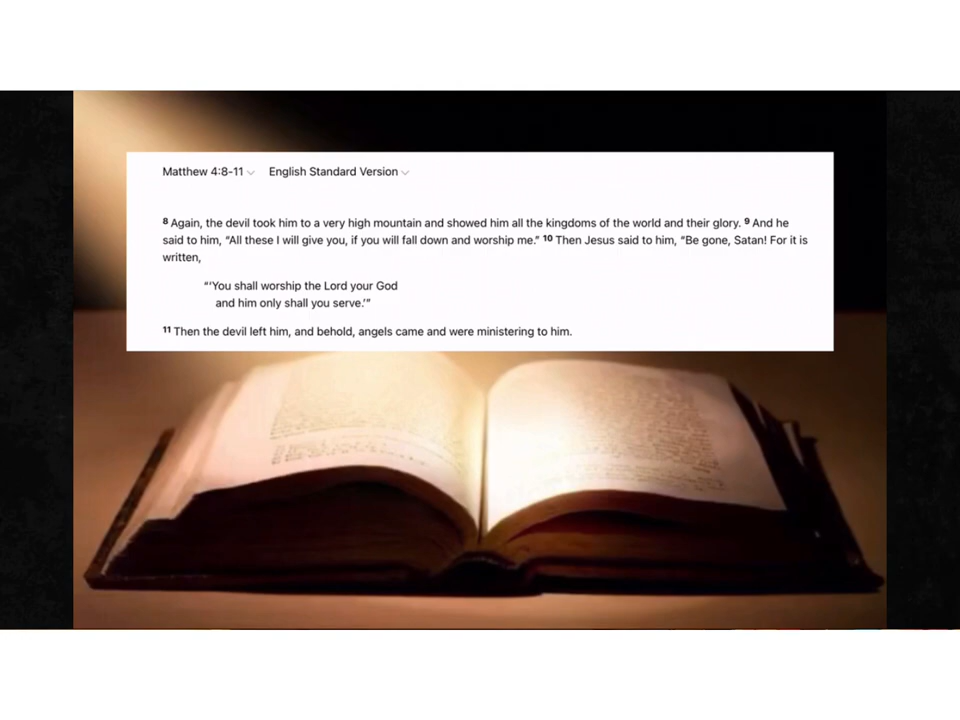 Matthew 4:8-11 English Standard Version
8 Again, the devil took him to a very high mountain and showed him all the kingdoms of the world and their glory. 9 And he
said to him, “All these I will give you, if you will fall down and worship me.” 10 Then Jesus said to him, “Be gone, Satan! For it is
written,
“‘You shall worship the Lord your God
and him only shall you serve.’”
11 Then the devil left him, and behold, angels came and were ministering to him.